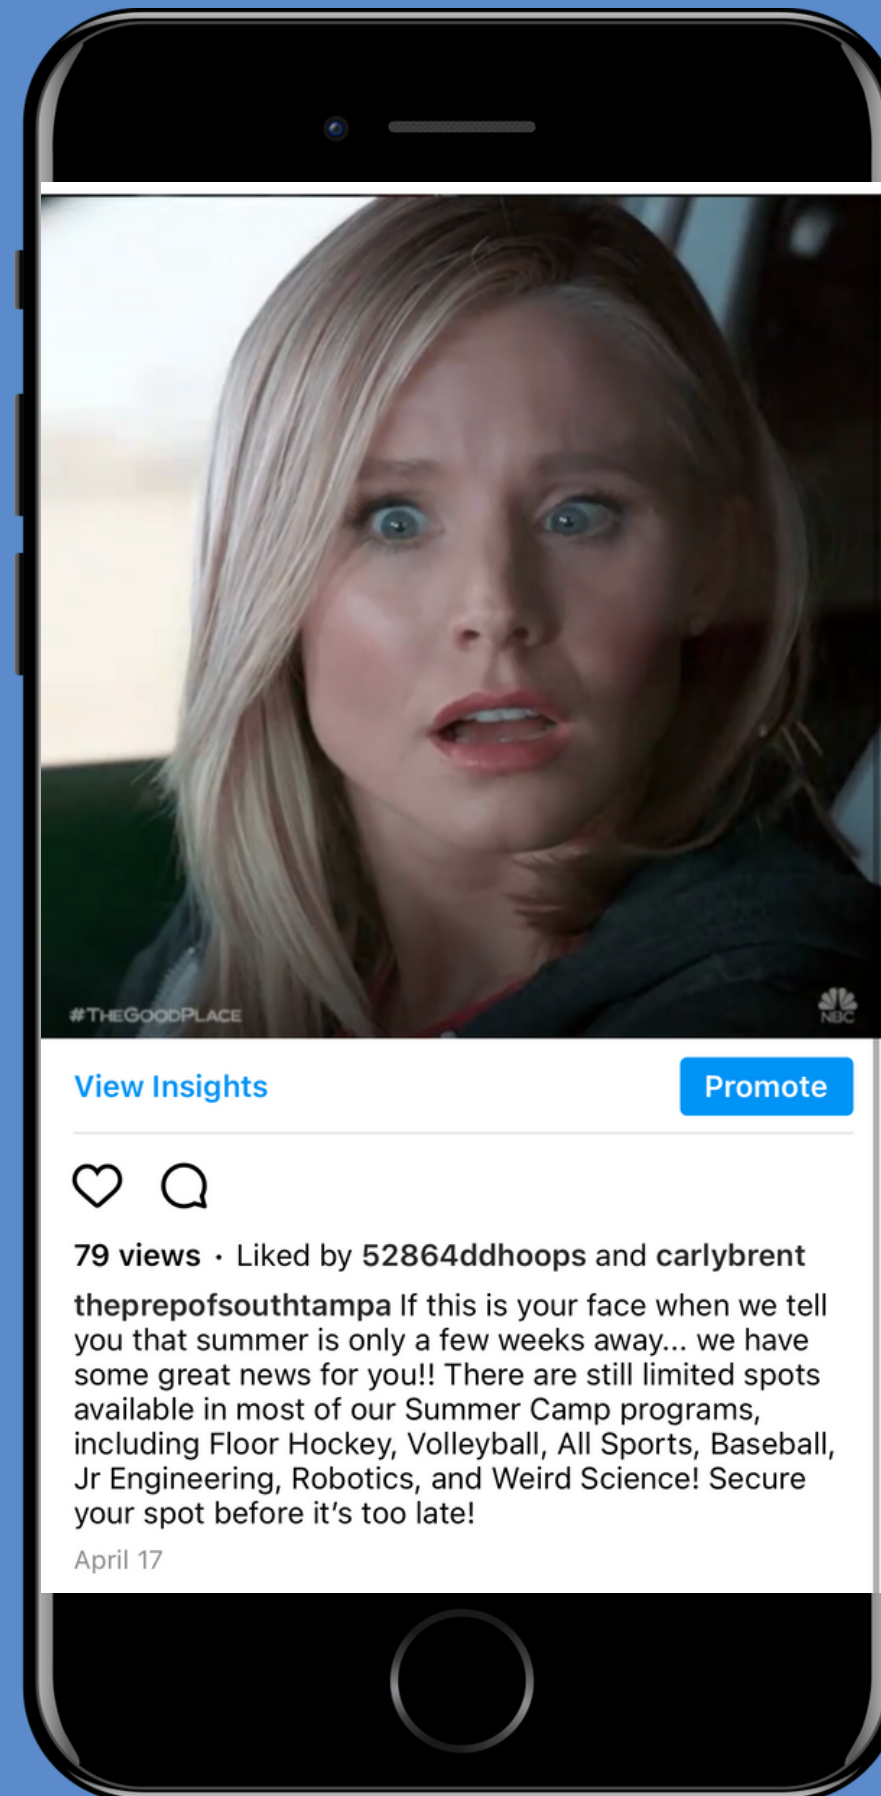 #THEGOODPLACE
NBC
View Insights
Promote
79 views · Liked by 52864ddhoops and carlybrent
theprepofsouthtampa If this is your face when we tell
you that summer is only a few weeks away... we have
some great news for you!! There are still limited spots
available in most of our Summer Camp programs,
including Floor Hockey, Volleyball, All Sports, Baseball,
Jr Engineering, Robotics, and Weird Science! Secure
your spot before it’s too late!
April 17